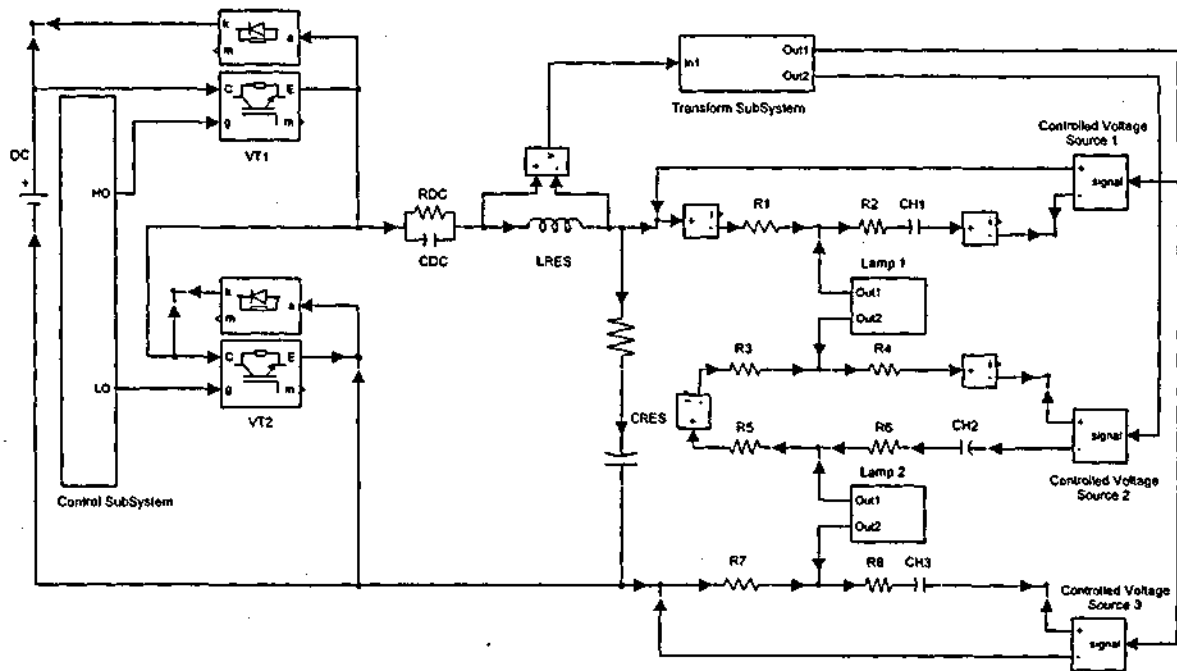 k
a
m
C
E
g
m
VT1
DC
+
HO
LO
Control SubSystem
k
a
m
C
E
g
m
VT2
RDC
CDC
LRES
+
-
v
In1
Out1
Out2
Transform SubSystem
Controlled Voltage
Source 1
+
signal
-
+
i
-
R1
R2
CH1
+
i
-
Lamp 1
Out1
Out2
R3
R4
+
i
-
CRES
-
+
R5
R6
CH2
+
signal
-
Controlled Voltage
Source 2
Lamp 2
Out1
Out2
R7
R8
CH3
Controlled Voltage
Source 3
+
signal
-